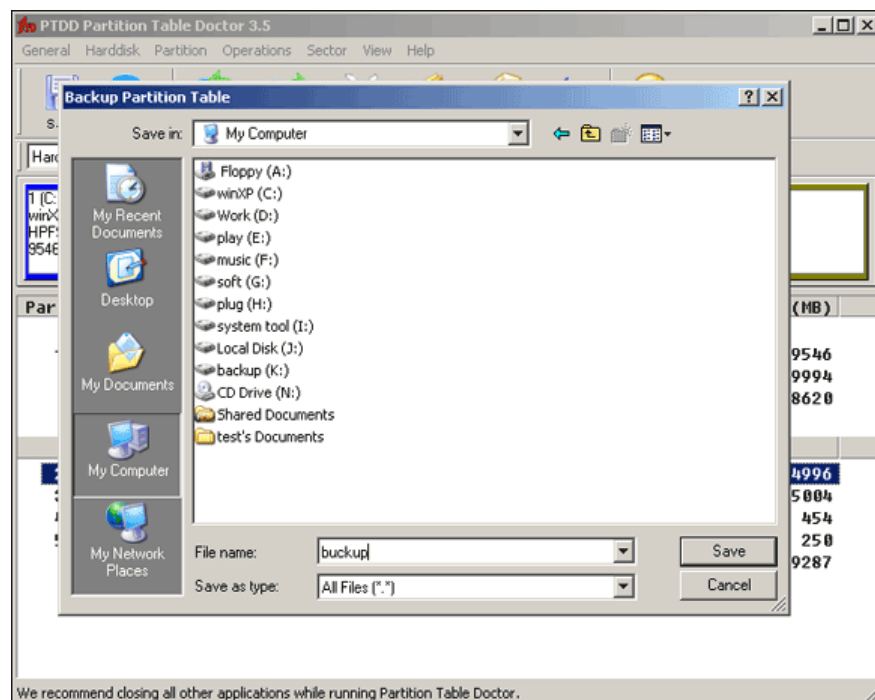 PTDD Partition Table Doctor 3.5
General Harddisk Partition Operations Sector View Help
Backup Partition Table
Save in: My Computer
Floppy (A:)
winXP (C:)
Work (D:)
play (E:)
music (F:)
soft (G:)
plug (H:)
system tool (I:)
Local Disk (J:)
backup (K:)
CD Drive (N:)
Shared Documents
test's Documents
My Recent
Documents
Desktop
My Documents
My Computer
My Network
Places
File name: buckup
Save
Save as type: All Files (*.*)
Cancel
1 (C:
(MB)
9546
9994
8620
4996
5004
454
250
9287
We recommend closing all other applications while running Partition Table Doctor.